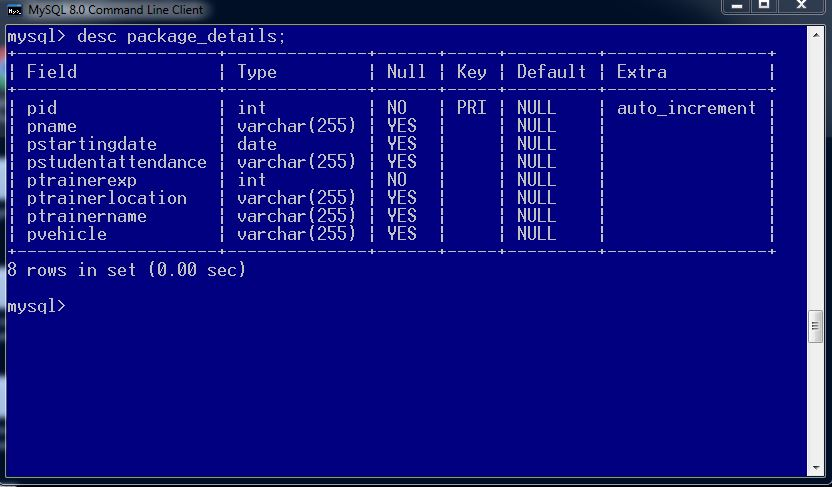 MySQL 8.0 Command Line Client
mysql> desc package_details;
+---------------------+--------------+------+-----+---------+----------------+
| Field               | Type         | Null | Key | Default | Extra          |
+---------------------+--------------+------+-----+---------+----------------+
| pid                 | int          | NO   | PRI | NULL    | auto_increment |
| pname               | varchar(255) | YES  |     | NULL    |                |
| pstartingdate       | date         | YES  |     | NULL    |                |
| pstudentattendance  | varchar(255) | YES  |     | NULL    |                |
| ptrainerexp         | int          | NO   |     | NULL    |                |
| ptrainerlocation    | varchar(255) | YES  |     | NULL    |                |
| ptrainername        | varchar(255) | YES  |     | NULL    |                |
| pvehicle            | varchar(255) | YES  |     | NULL    |                |
+---------------------+--------------+------+-----+---------+----------------+
8 rows in set (0.00 sec)
mysql>